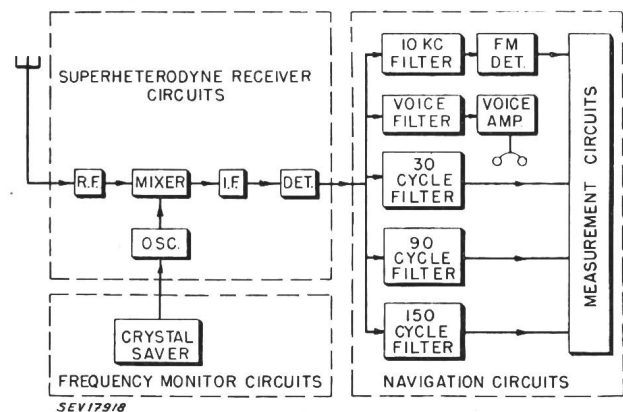 SUPERHETERODYNE RECEIVER
CIRCUITS
R.F.
MIXER
I.F.
DET.
OSC.
CRYSTAL
SAVER
FREQUENCY MONITOR CIRCUITS
10 KC
FILTER
FM
DET.
VOICE
FILTER
VOICE
AMP.
30
CYCLE
FILTER
90
CYCLE
FILTER
150
CYCLE
FILTER
MEASUREMENT CIRCUITS
NAVIGATION CIRCUITS
SEV17918